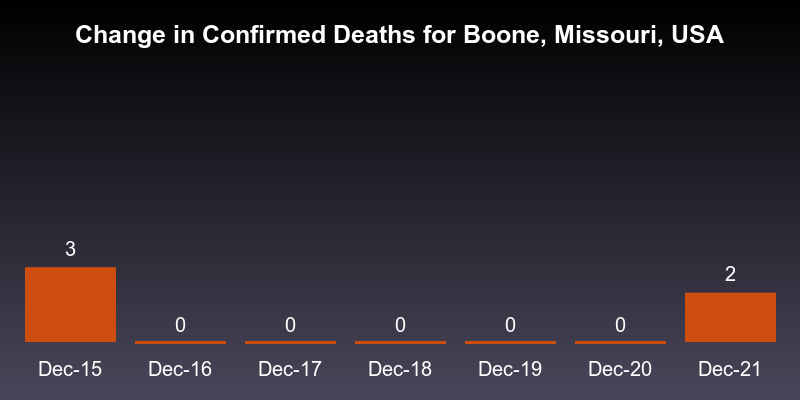 Change in Confirmed Deaths for Boone, Missouri, USA
3
0
0
0
0
0
2
Dec-15
Dec-16
Dec-17
Dec-18
Dec-19
Dec-20
Dec-21